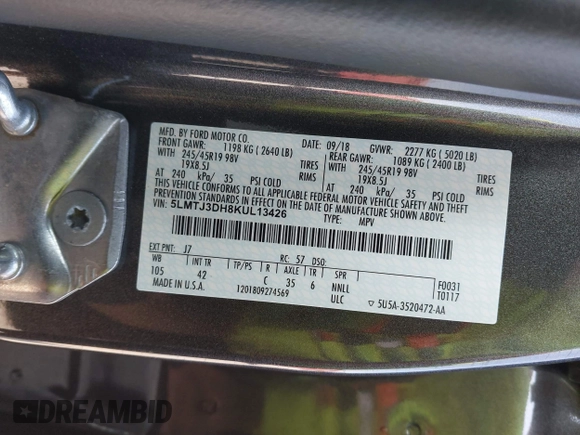 MFD. BY FORD MOTOR CO. 09/18 GVWR: 2277 KG ( 5020 LB)
FRONT GAWR: 1198 KG ( 2640 LB) REAR GAWR: 1089 KG ( 2400 LB)
WITH 245/45R19 98V TIRES WITH 245/45R19 98V TIRES
19X8.5J RIMS 19X8.5J RIMS
AT 240 kPa/ 35 PSI COLD AT 240 kPa/ 35 PSI COLD
THIS VEHICLE CONFORMS TO ALL APPLICABLE FEDERAL MOTOR VEHICLE SAFETY AND THEFT
PREVENTION STANDARDS IN EFFECT ON THE DATE OF MANUFACTURE SHOWN ABOVE.
VIN: 5LMTJ3DH8KUL13426
TYPE: MPV
EXT PNT: J7 RC: 57 DSO:
WB INT TR TP/PS R AXLE TR SPR F0031
105 42 C 35 6 NNLL T0117
MADE IN U.S.A. 1201809274569 ULC ▽ 5U5A-3520472-AA
DREAMBID